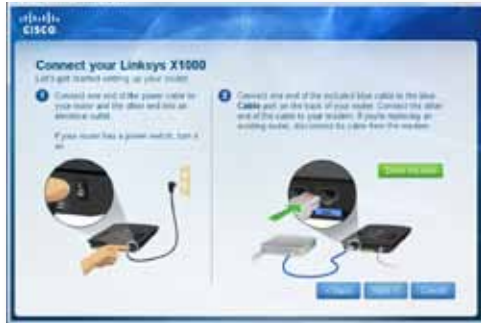 CISCO
Connect your Linksys X1000
Let's get started setting up your router.
1 Connect one end of the power cable to
your router and the other end into an
electrical outlet.
If your router has a power switch, turn it
on.
2 Connect one end of the included blue cable to the blue
Cable port on the back of your router. Connect the other
end of the cable to your modem. If you're replacing an
existing router, disconnect its cable from the modem.
Cancel